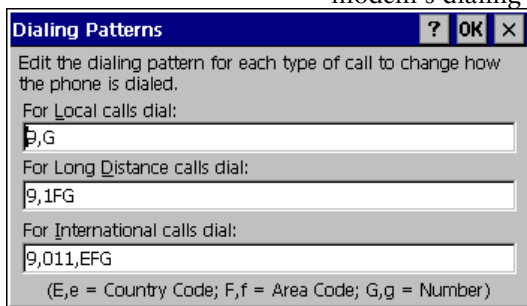 modem's dialing
Dialing Patterns ? OK ×
Edit the dialing pattern for each type of call to change how
the phone is dialed.
For Local calls dial:
9,G
For Long Distance calls dial:
9,1FG
For International calls dial:
9,011,EFG
(E,e = Country Code; F,f = Area Code; G,g = Number)